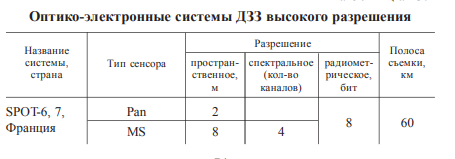 Оптико-электронные системы ДЗЗ высокого разрешения
Название системы, страна | Тип сенсора | Разрешение | Полоса съемки, км
простран-ственное, м | спектральное (кол-во каналов) | радиомет-рическое, бит
SPOT-6, 7, Франция | Pan | 2 | | 8 | 60
MS | 8 | 4